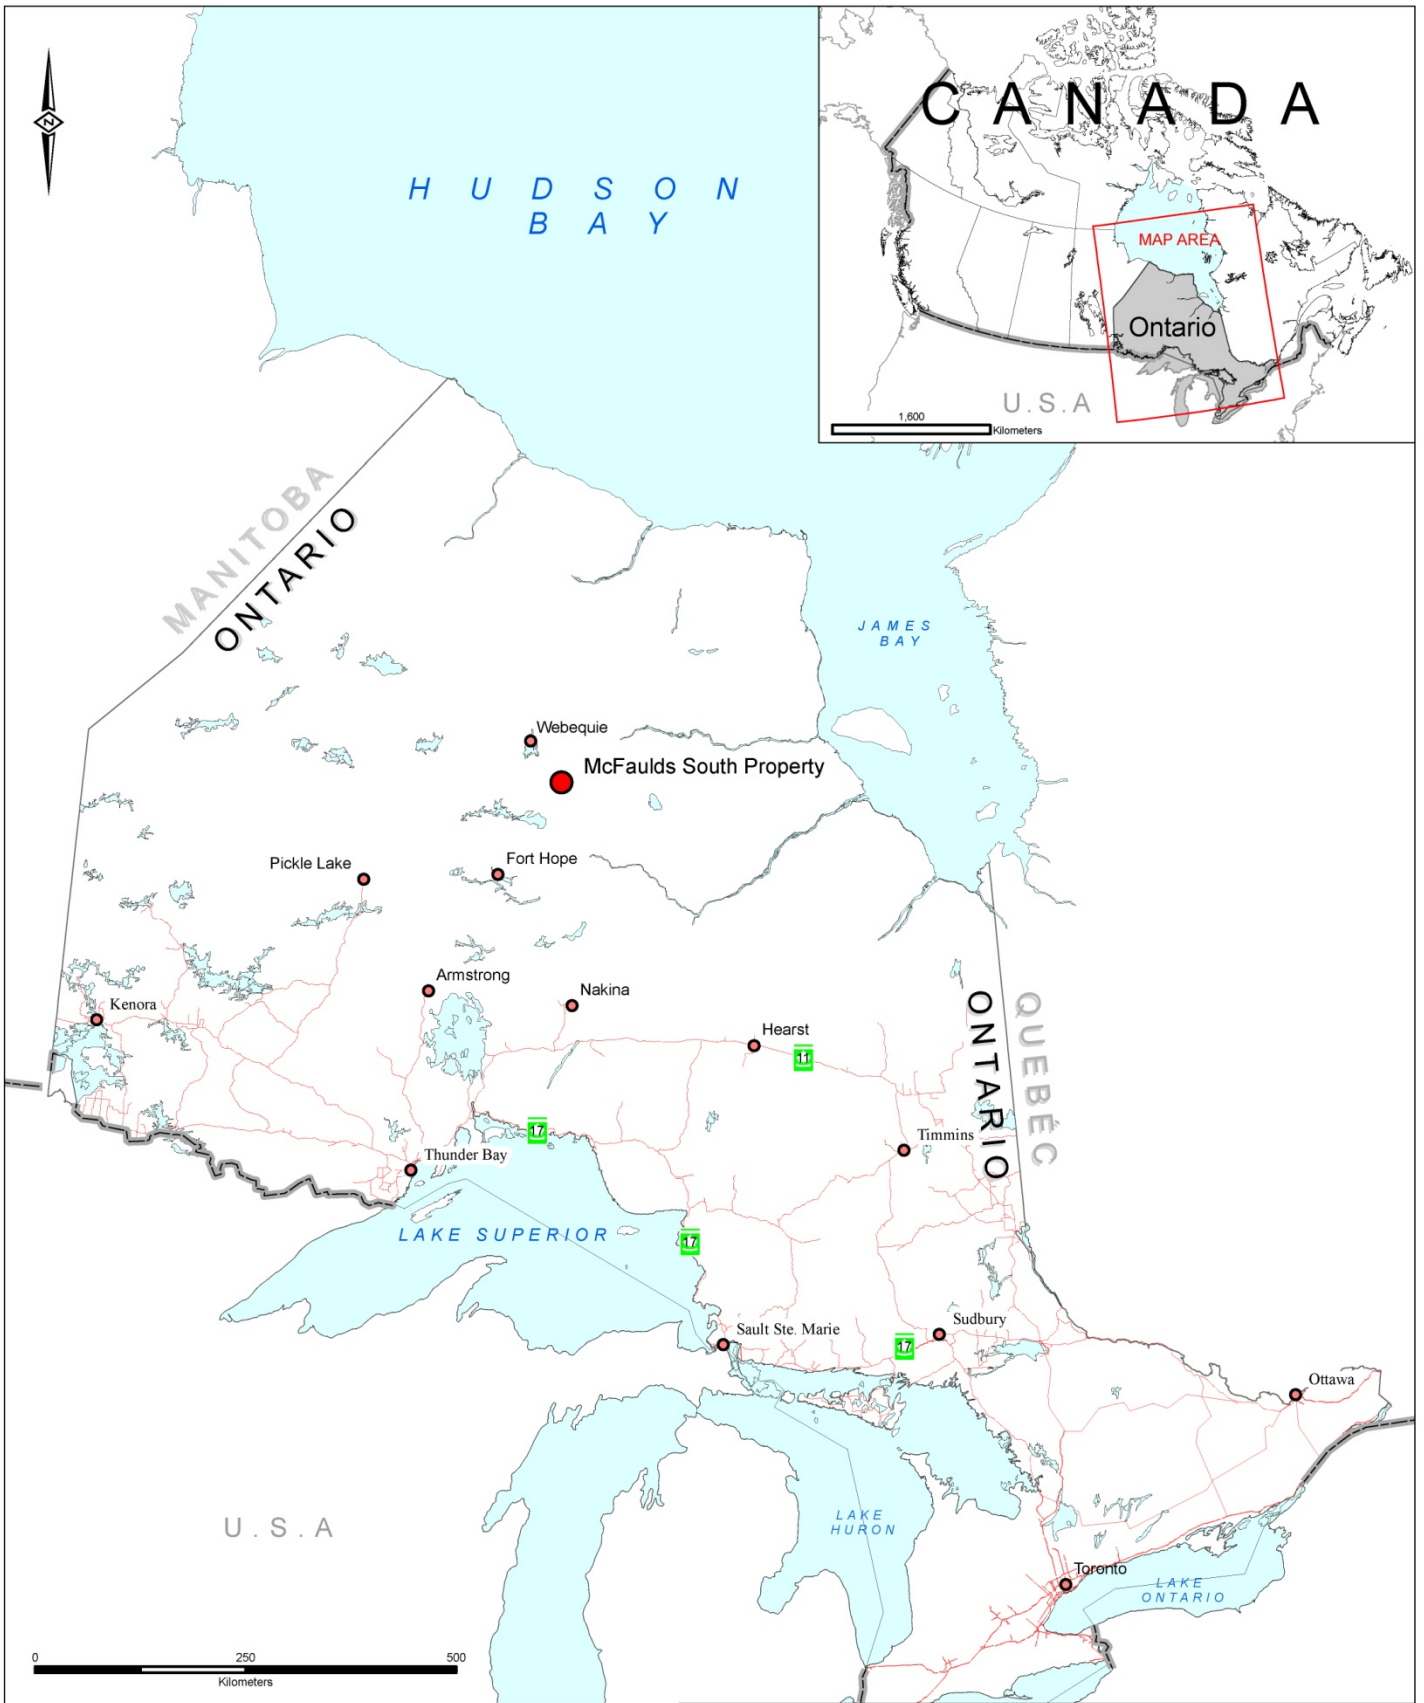 N
CANADA
MAP AREA
Ontario
U.S.A
1,600
Kilometers
HUDSON
BAY
MANITOBA
ONTARIO
JAMES
BAY
Webequie
McFaulds South Property
Pickle Lake
Fort Hope
Armstrong
Nakina
Kenora
Hearst
11
ONTARIO
QUEBÉC
17
Timmins
Thunder Bay
LAKE SUPERIOR
17
Sault Ste. Marie
Sudbury
17
Ottawa
U.S.A
LAKE
HURON
Toronto
LAKE
ONTARIO
0 250 500
Kilometers